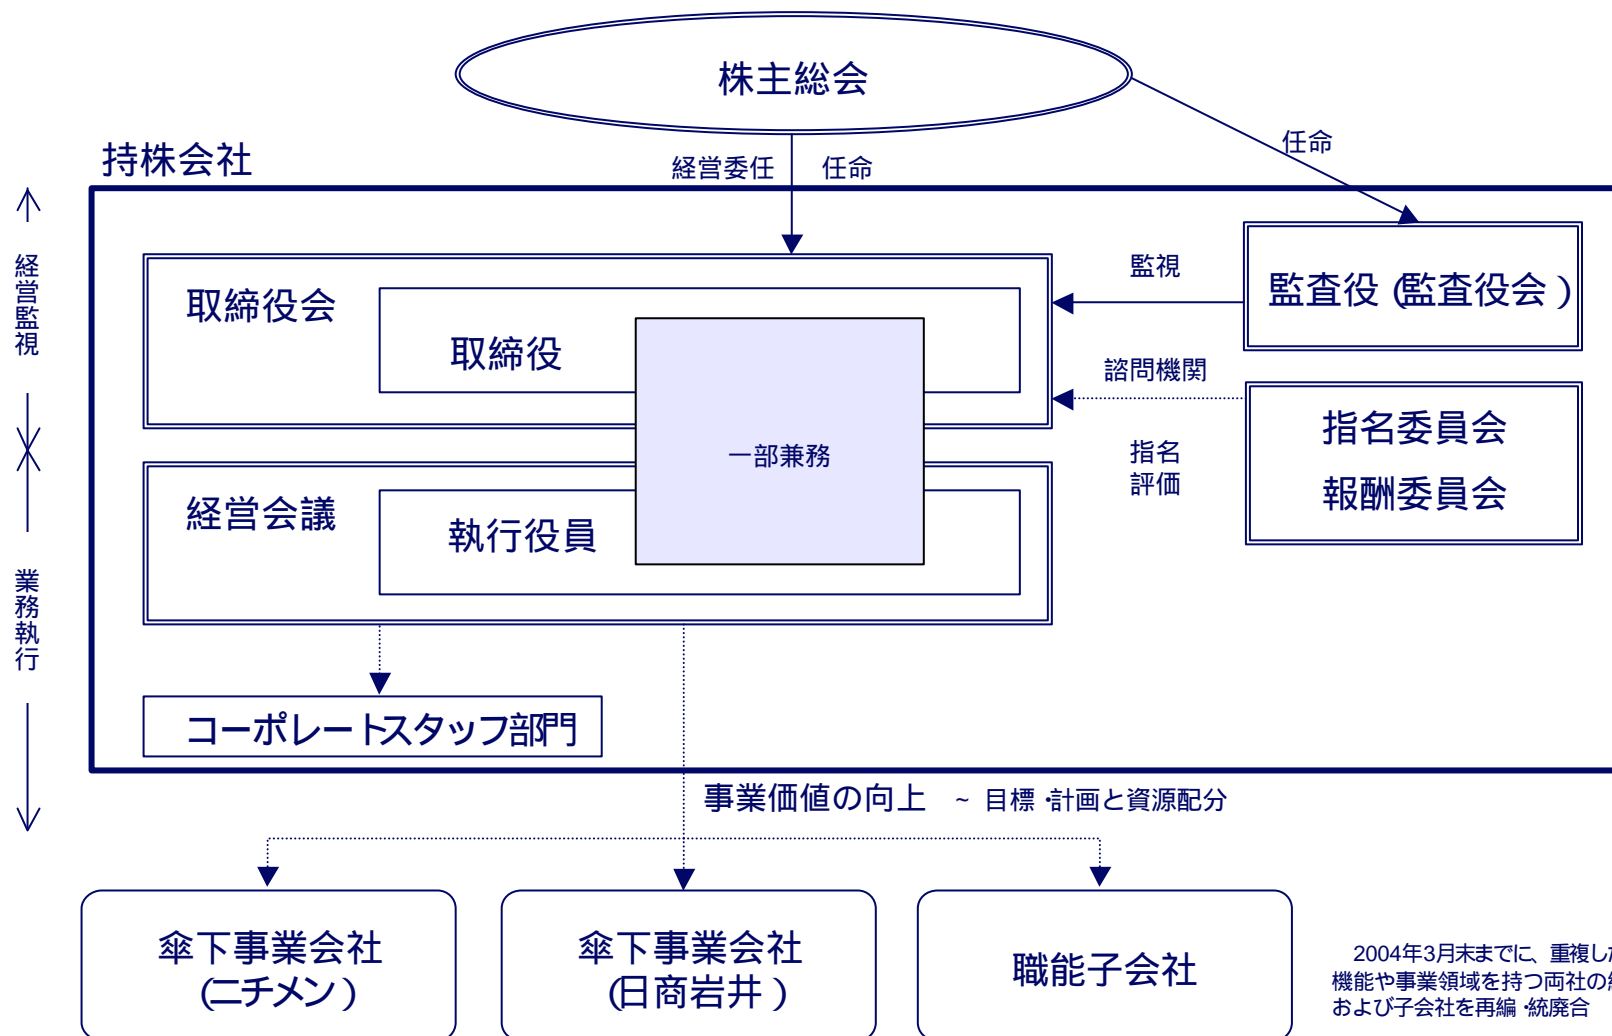 株主総会
持株会社
経営委任 任命
任命
経営監視
取締役会
取締役
監視
監査役（監査役会）
諮問機関
指名
評価
指名委員会
報酬委員会
一部兼務
経営会議
執行役員
業務執行
コーポレートスタッフ部門
事業価値の向上 ~ 目標・計画と資源配分
傘下事業会社
（ニチメン）
傘下事業会社
（日商岩井）
職能子会社
2004年3月末までに、重複し
機能や事業領域を持つ両社の
および子会社を再編・統廃合